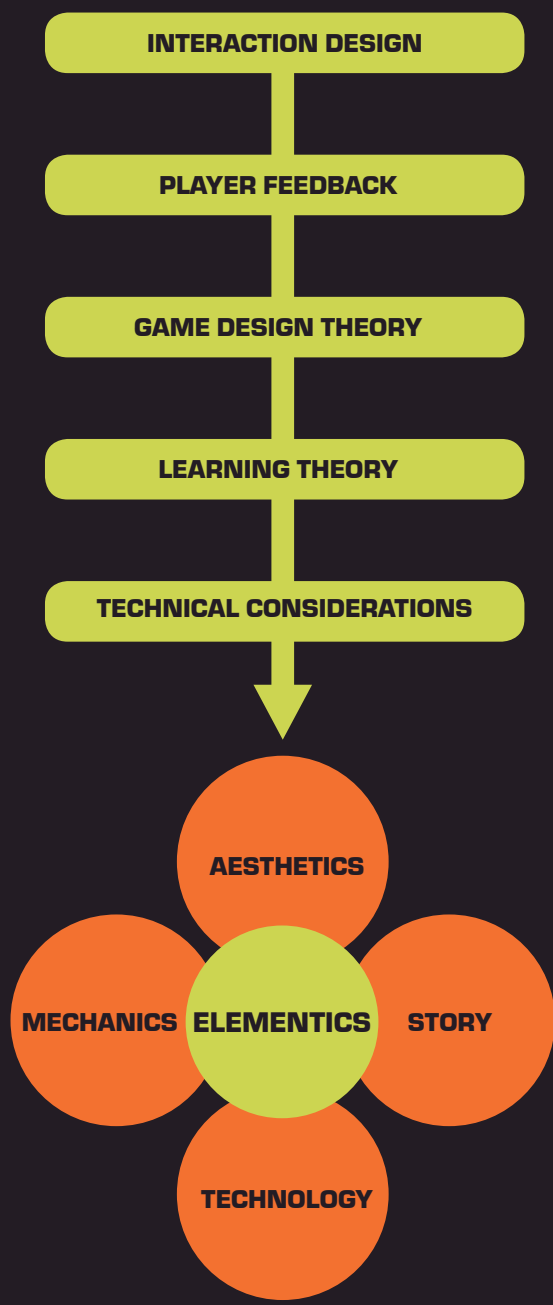 INTERACTION DESIGN
PLAYER FEEDBACK
GAME DESIGN THEORY
LEARNING THEORY
TECHNICAL CONSIDERATIONS
AESTHETICS
MECHANICS
ELEMENTICS
STORY
TECHNOLOGY